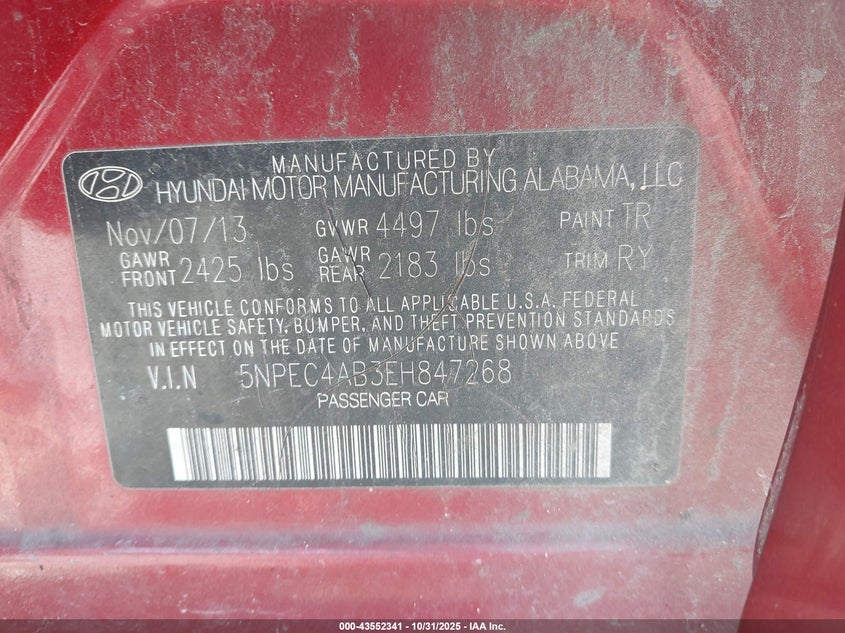 MANUFACTURED BY
HYUNDAI MOTOR MANUFACTURING ALABAMA, LLC
Nov/07/13 GVWR 4497 lbs PAINT TR
GAWR FRONT 2425 lbs GAWR REAR 2183 lbs TRIM RY
THIS VEHICLE CONFORMS TO ALL APPLICABLE U.S.A. FEDERAL
MOTOR VEHICLE SAFETY, BUMPER, AND THEFT PREVENTION STANDARDS
IN EFFECT ON THE DATE OF MANUFACTURE SHOWN ABOVE
V.I.N 5NPEC4AB3EH847268
PASSENGER CAR
000-43552341 - 10/31/2025 - IAA Inc.